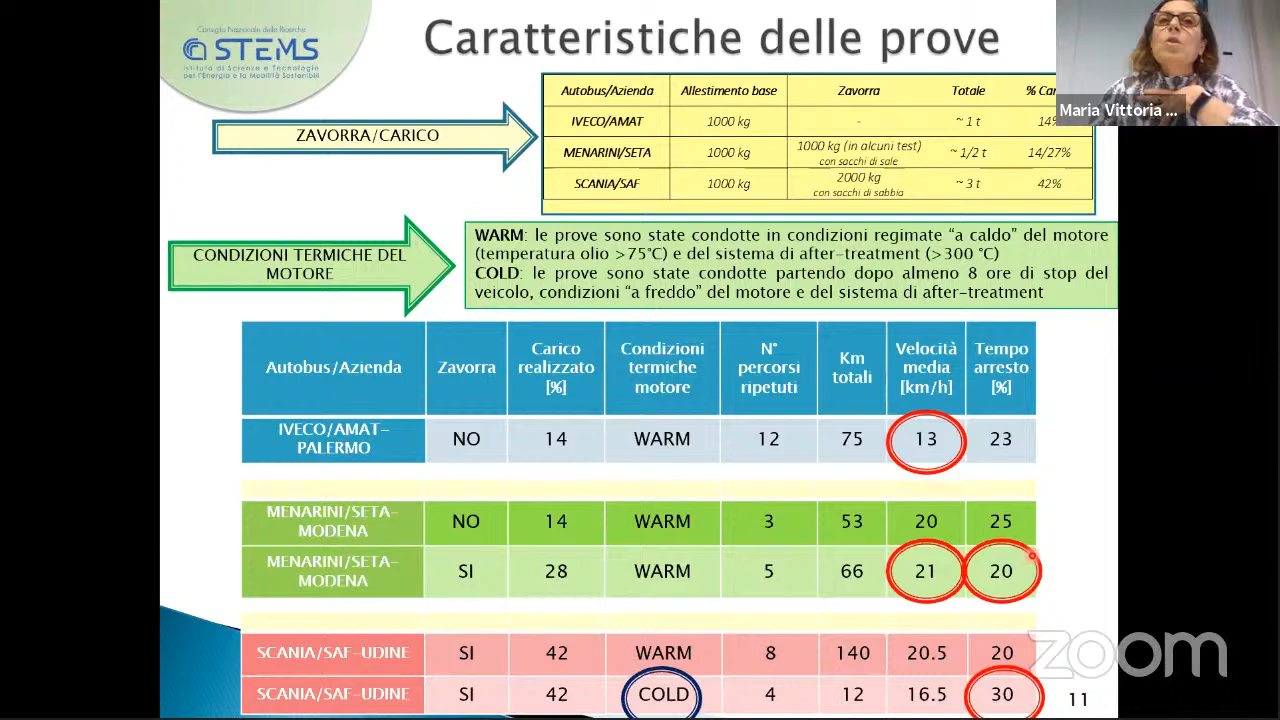 Consiglio Nazionale delle Ricerche
STEMS
Istituto di Scienze e Tecnologie
per l'Energia e la Mobilità Sostenibili
Caratteristiche delle prove
ZAVORRA/CARICO
Autobus/Azienda Allestimento base Zavorra Totale % Car
IVECO/AMAT 1000 kg - ~ 1 t 14%
MENARINI/SETA 1000 kg 1000 kg (in alcuni test) ~ 1/2 t 14/27%
con sacchi di sale
SCANIA/SAF 1000 kg 2000 kg ~ 3 t 42%
con sacchi di sabbia
Maria Vittoria ...
CONDIZIONI TERMICHE DEL
MOTORE
WARM: le prove sono state condotte in condizioni regimate “a caldo” del motore
(temperatura olio >75°C) e del sistema di after-treatment (>300 °C)
COLD: le prove sono state condotte partendo dopo almeno 8 ore di stop del
veicolo, condizioni “a freddo” del motore e del sistema di after-treatment
Autobus/Azienda Zavorra Carico realizzato [%] Condizioni termiche motore N° percorsi ripetuti Km totali Velocità media [km/h] Tempo arresto [%]
IVECO/AMAT-PALERMO NO 14 WARM 12 75 13 23
MENARINI/SETA-MODENA NO 14 WARM 3 53 20 25
MENARINI/SETA-MODENA SI 28 WARM 5 66 21 20
SCANIA/SAF-UDINE SI 42 WARM 8 140 20.5 20
SCANIA/SAF-UDINE SI 42 COLD 4 12 16.5 30
zoom
11